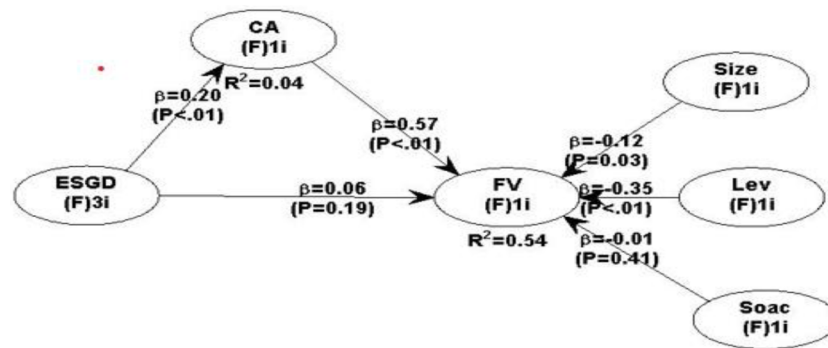 CA
(F)1i
R²=0.04
β=0.20
(P<.01)
β=0.57
(P<.01)
Size
(F)1i
β=-0.12
(P=0.03)
ESGD
(F)3i
β=0.06
(P=0.19)
FV
(F)1i
R²=0.54
β=-0.35
(P<.01)
Lev
(F)1i
β=-0.01
(P=0.41)
Soac
(F)1i